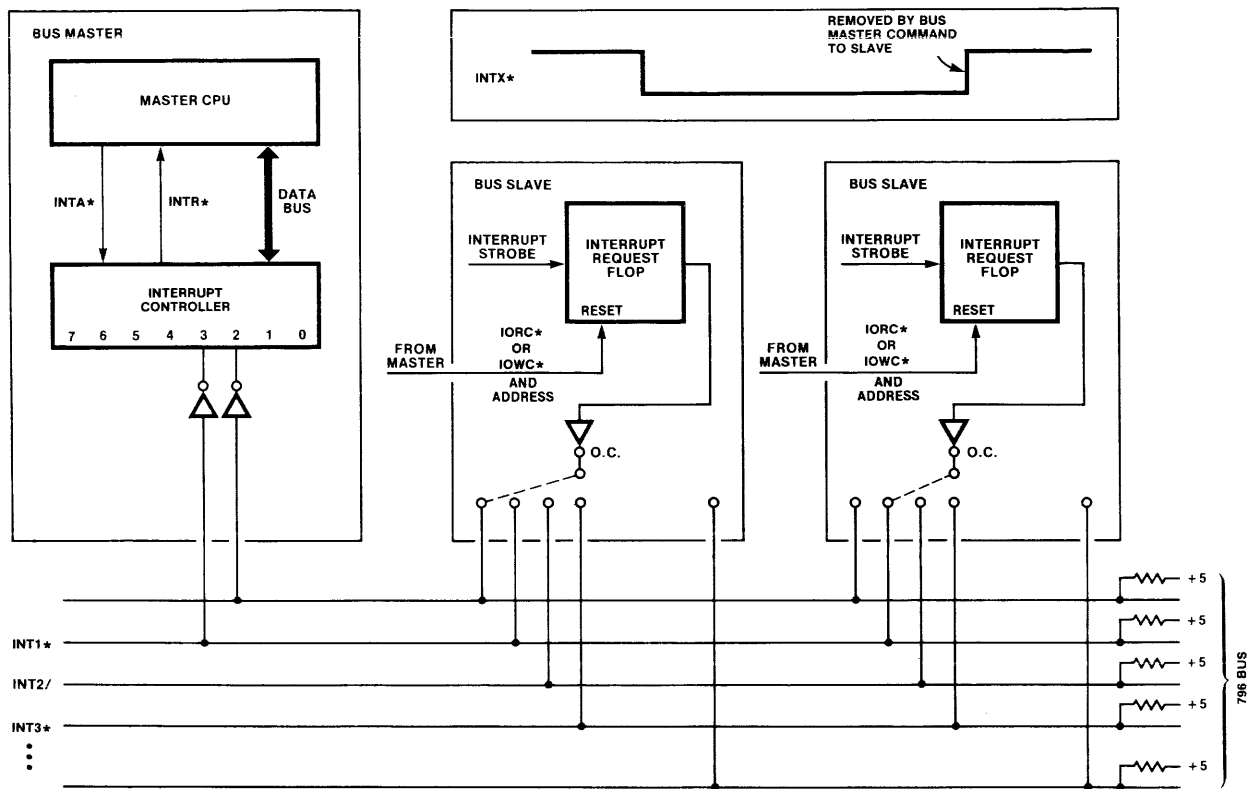 BUS MASTER
MASTER CPU
INTA*
INTR*
DATA
BUS
INTERRUPT
CONTROLLER
7 6 5 4 3 2 1 0
INTX*
REMOVED BY BUS
MASTER COMMAND
TO SLAVE
BUS SLAVE
INTERRUPT
STROBE
INTERRUPT
REQUEST
FLOP
RESET
FROM
MASTER
IORC*
OR
IOWC*
AND
ADDRESS
O.C.
BUS SLAVE
INTERRUPT
STROBE
INTERRUPT
REQUEST
FLOP
RESET
FROM
MASTER
IORC*
OR
IOWC*
AND
ADDRESS
O.C.
+5
INT1*
+5
INT2/
+5
INT3*
+5
+5
796 BUS